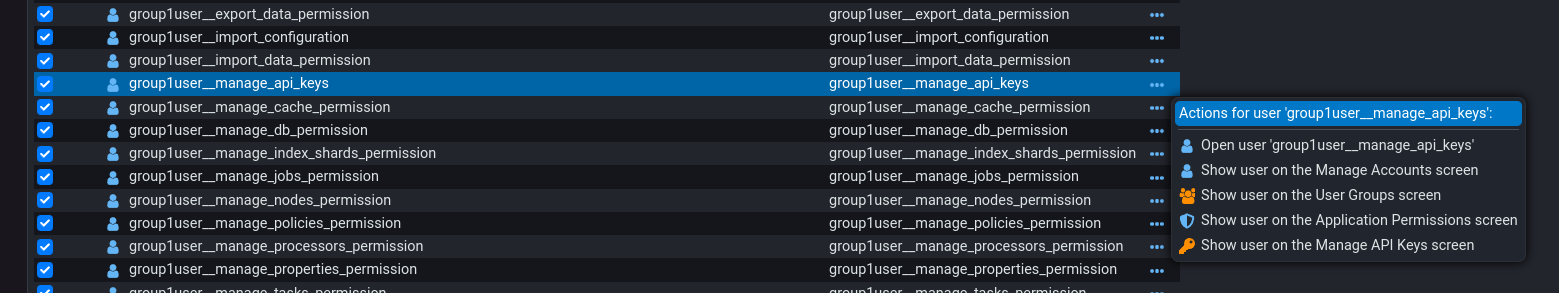 group1user__export_data_permission group1user__export_data_permission
group1user__import_configuration group1user__import_configuration
group1user__import_data_permission group1user__import_data_permission
group1user__manage_api_keys group1user__manage_api_keys
group1user__manage_cache_permission group1user__manage_cache_permission
group1user__manage_db_permission group1user__manage_db_permission
group1user__manage_index_shards_permission group1user__manage_index_shards_permission
group1user__manage_jobs_permission group1user__manage_jobs_permission
group1user__manage_nodes_permission group1user__manage_nodes_permission
group1user__manage_policies_permission group1user__manage_policies_permission
group1user__manage_processors_permission group1user__manage_processors_permission
group1user__manage_properties_permission group1user__manage_properties_permission
group1user__manage_tasks_permission group1user__manage_tasks_permission
Actions for user 'group1user__manage_api_keys':
Open user 'group1user__manage_api_keys'
Show user on the Manage Accounts screen
Show user on the User Groups screen
Show user on the Application Permissions screen
Show user on the Manage API Keys screen